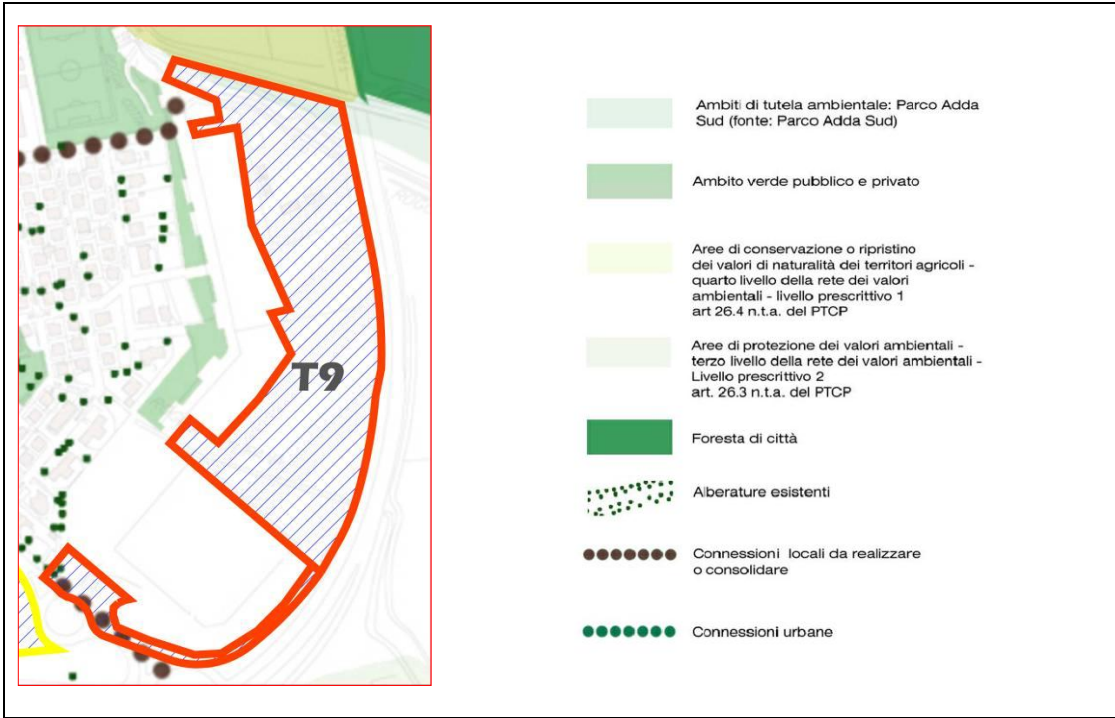 T9
Ambiti di tutela ambientale: Parco Adda
Sud (fonte: Parco Adda Sud)
Ambito verde pubblico e privato
Aree di conservazione o ripristino
dei valori di naturalità dei territori agricoli -
quarto livello della rete dei valori
ambientali - livello prescrittivo 1
art 26.4 n.t.a. del PTCP
Aree di protezione dei valori ambientali -
terzo livello della rete dei valori ambientali -
Livello prescrittivo 2
art. 26.3 n.t.a. del PTCP
Foresta di città
Alberature esistenti
Connessioni locali da realizzare
o consolidare
Connessioni urbane